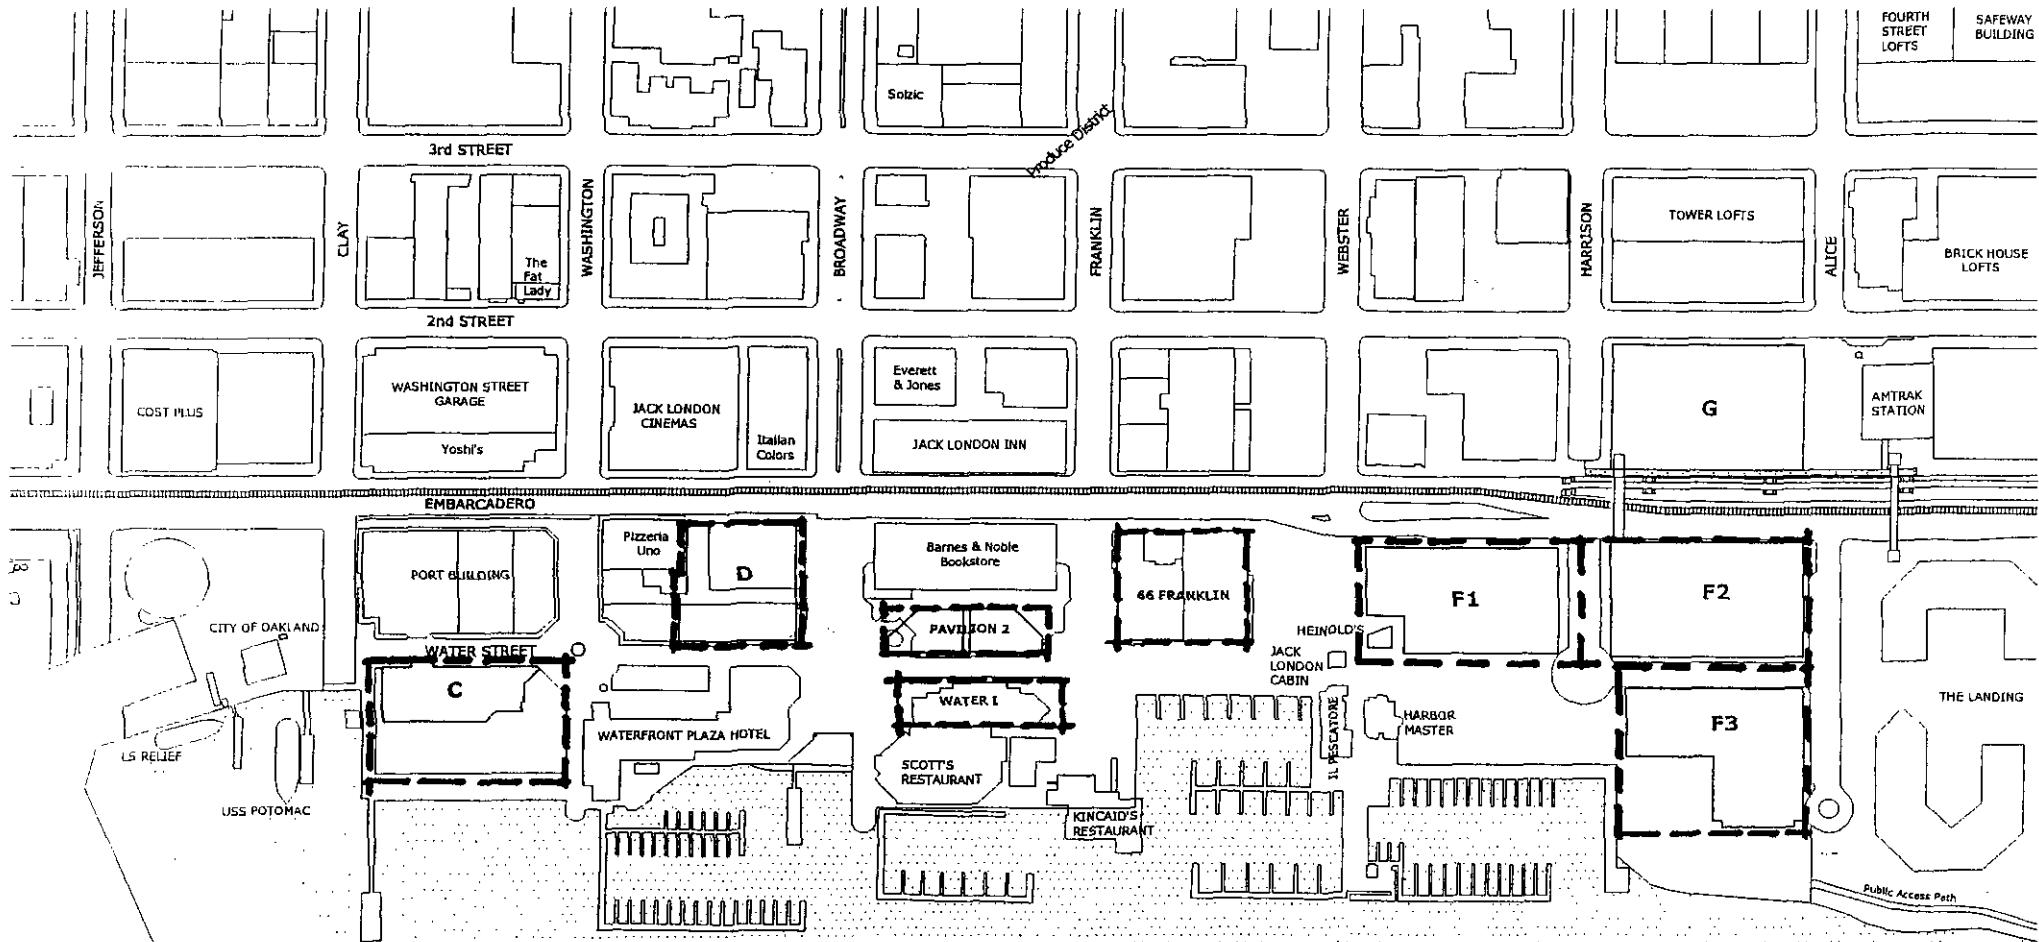 FOURTH
STREET
LOFTS
SAFEWAY
BUILDING
Solzic
Produce District
3rd STREET
JEFFERSON
CLAY
WASHINGTON
BROADWAY
FRANKLIN
WEBSTER
HARRISON
ALICE
The
Fat
Lady
TOWER LOFTS
BRICK HOUSE
LOFTS
2nd STREET
COST PLUS
WASHINGTON STREET
GARAGE
Yoshi's
JACK LONDON
CINEMAS
Italian
Colors
Everett
& Jones
JACK LONDON INN
G
AMTRAK
STATION
EMBARCADERO
PORT BUILDING
Pizzeria
Uno
D
Barnes & Noble
Bookstore
66 FRANKLIN
F1
F2
CITY OF OAKLAND
WATER STREET
PAVILION 2
HEINOLD'S
JACK
LONDON
CABIN
C
WATER I
IL PESCATORE
HARBOR
MASTER
F3
THE LANDING
WATERFRONT PLAZA HOTEL
SCOTT'S
RESTAURANT
LS RELIEF
USS POTOMAC
KINCAID'S
RESTAURANT
Public Access Path